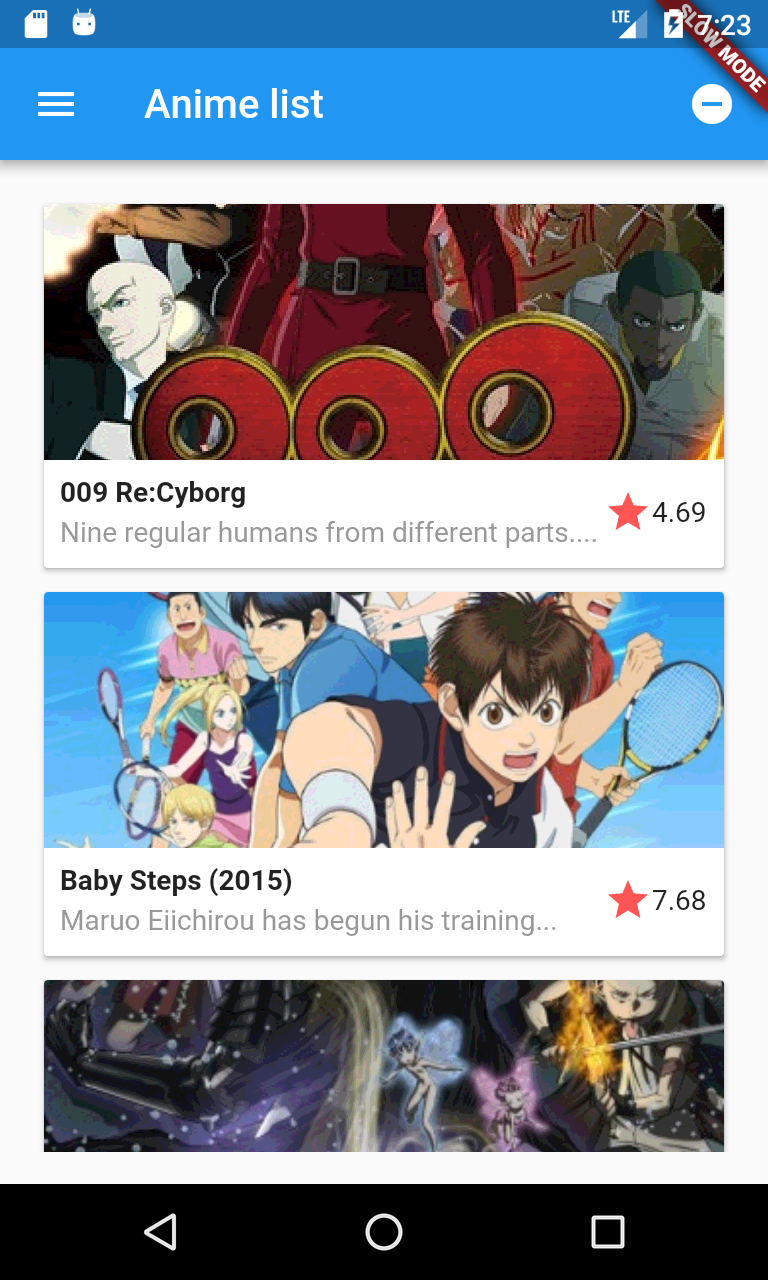 LTE
7:23
SLOW MODE
Anime list
009 Re:Cyborg
Nine regular humans from different parts....
4.69
Baby Steps (2015)
Maruo Eiichirou has begun his training...
7.68